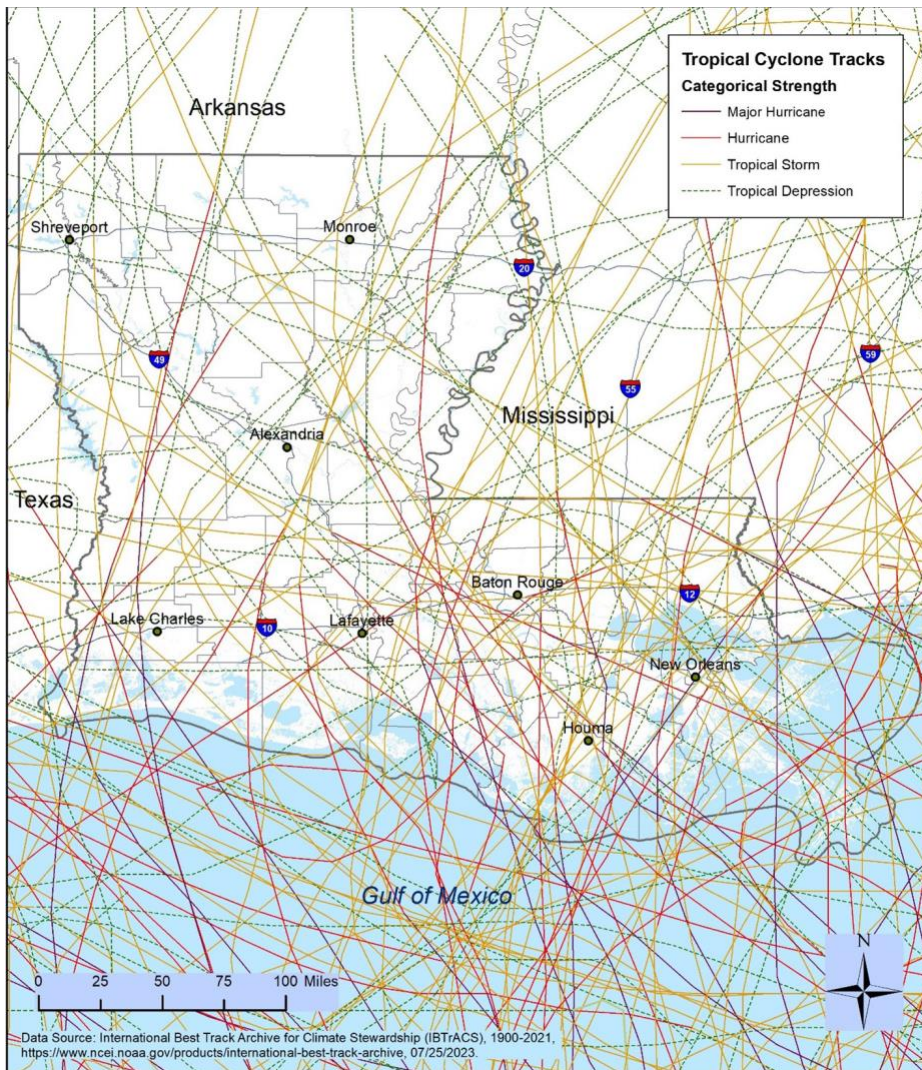 Tropical Cyclone Tracks
Categorical Strength
Major Hurricane
Hurricane
Tropical Storm
Tropical Depression
Arkansas
Shreveport
Monroe
20
49
59
55
Mississippi
Alexandria
Texas
Baton Rouge
12
Lake Charles
10
Lafayette
New Orleans
Houma
Gulf of Mexico
N
0 25 50 75 100 Miles
Data Source: International Best Track Archive for Climate Stewardship (IBTrACS), 1900-2021,
https://www.ncei.noaa.gov/products/international-best-track-archive, 07/25/2023.